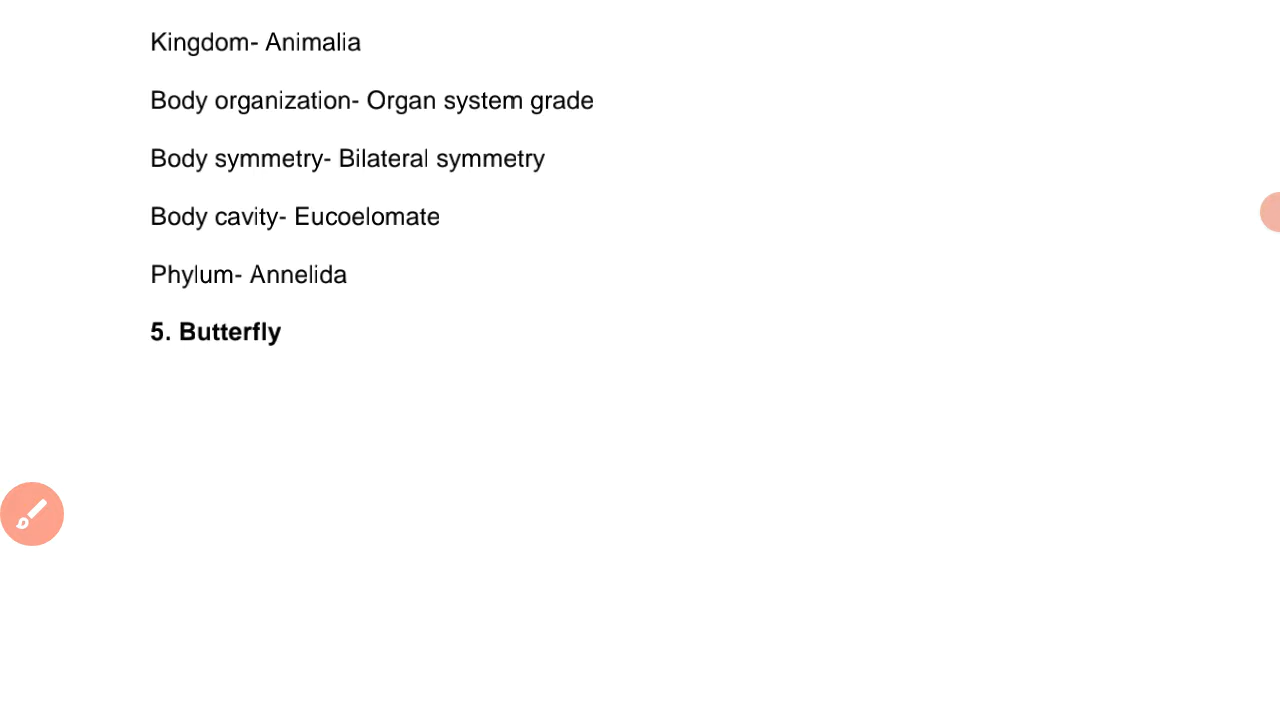 Kingdom- Animalia
Body organization- Organ system grade
Body symmetry- Bilateral symmetry
Body cavity- Eucoelomate
Phylum- Annelida
5. Butterfly